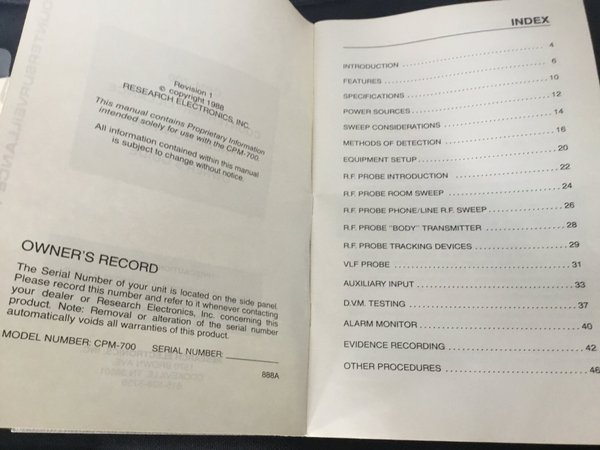 OUNTERSURVEILLANCE
Revision 1
© copyright 1988
RESEARCH ELECTRONICS, INC.
This manual contains Proprietary Information
intended solely for use with the CPM-700.
All information contained within this manual
is subject to change without notice.
OWNER'S RECORD
The Serial Number of your unit is located on the side panel.
Please record this number and refer to it whenever contacting
your dealer or Research Electronics, Inc. concerning this
product. Note: Removal or alteration of the serial number
automatically voids all warranties of this product.
MODEL NUMBER: CPM-700 SERIAL NUMBER:
888A
INDEX
INTRODUCTION 4
FEATURES 6
SPECIFICATIONS 10
POWER SOURCES 12
SWEEP CONSIDERATIONS 14
METHODS OF DETECTION 16
EQUIPMENT SETUP 20
R.F. PROBE INTRODUCTION 22
R.F. PROBE ROOM SWEEP 24
R.F. PROBE PHONE/LINE R.F. SWEEP 26
R.F. PROBE "BODY" TRANSMITTER 28
R.F. PROBE TRACKING DEVICES 29
VLF PROBE 31
AUXILIARY INPUT 33
D.V.M. TESTING 37
ALARM MONITOR 40
EVIDENCE RECORDING 42
OTHER PROCEDURES 46